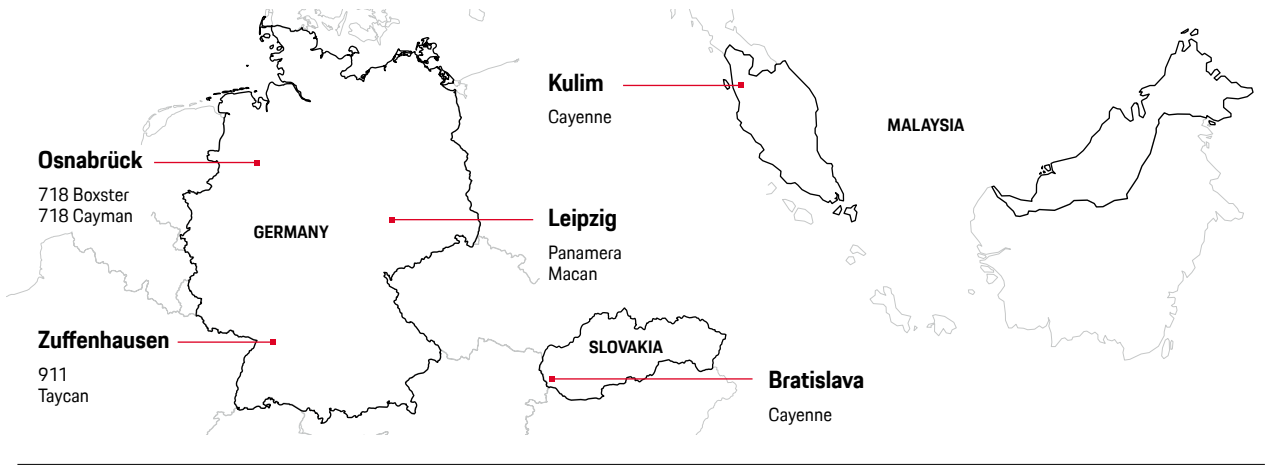 Kulim
Cayenne
MALAYSIA
Osnabrück
718 Boxster
718 Cayman
GERMANY
Leipzig
Panamera
Macan
Zuffenhausen
911
Taycan
SLOVAKIA
Bratislava
Cayenne